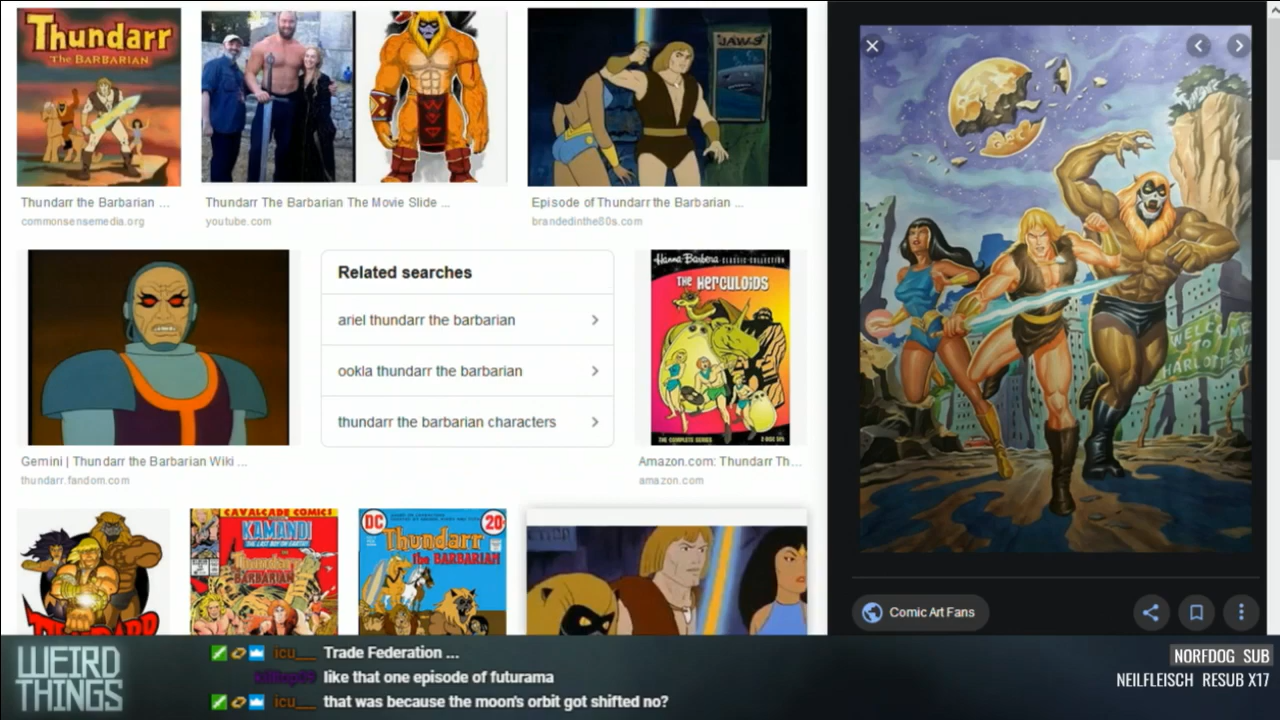 Thundarr
The BARBARIAN
JAWS
Thundarr the Barbarian ...
commonsensemedia.org
Thundarr The Barbarian The Movie Slide ...
youtube.com
Episode of Thundarr the Barbarian ...
brandedinthe80s.com
Related searches
ariel thundarr the barbarian
ookla thundarr the barbarian
thundarr the barbarian characters
Hanna-Barbera CLASSIC COLLECTION
THE HERCULOIDS
THE COMPLETE SERIES
Gemini | Thundarr the Barbarian Wiki ...
thundarr.fandom.com
Amazon.com: Thundarr Th...
amazon.com
WELCOME
TO
CHARLOTTESVI
THUNDARR
CAVALCADE COMICS
KAMANDI
Thundarr
BARBARIAN
DC
20¢
Thundarr
the BARBARIAN
Comic Art Fans
WEIRD
THINGS
icu__ Trade Federation ...
like that one episode of futurama
icu__ that was because the moon's orbit got shifted no?
NORFDOG SUB
NEILFLEISCH RESUB X17